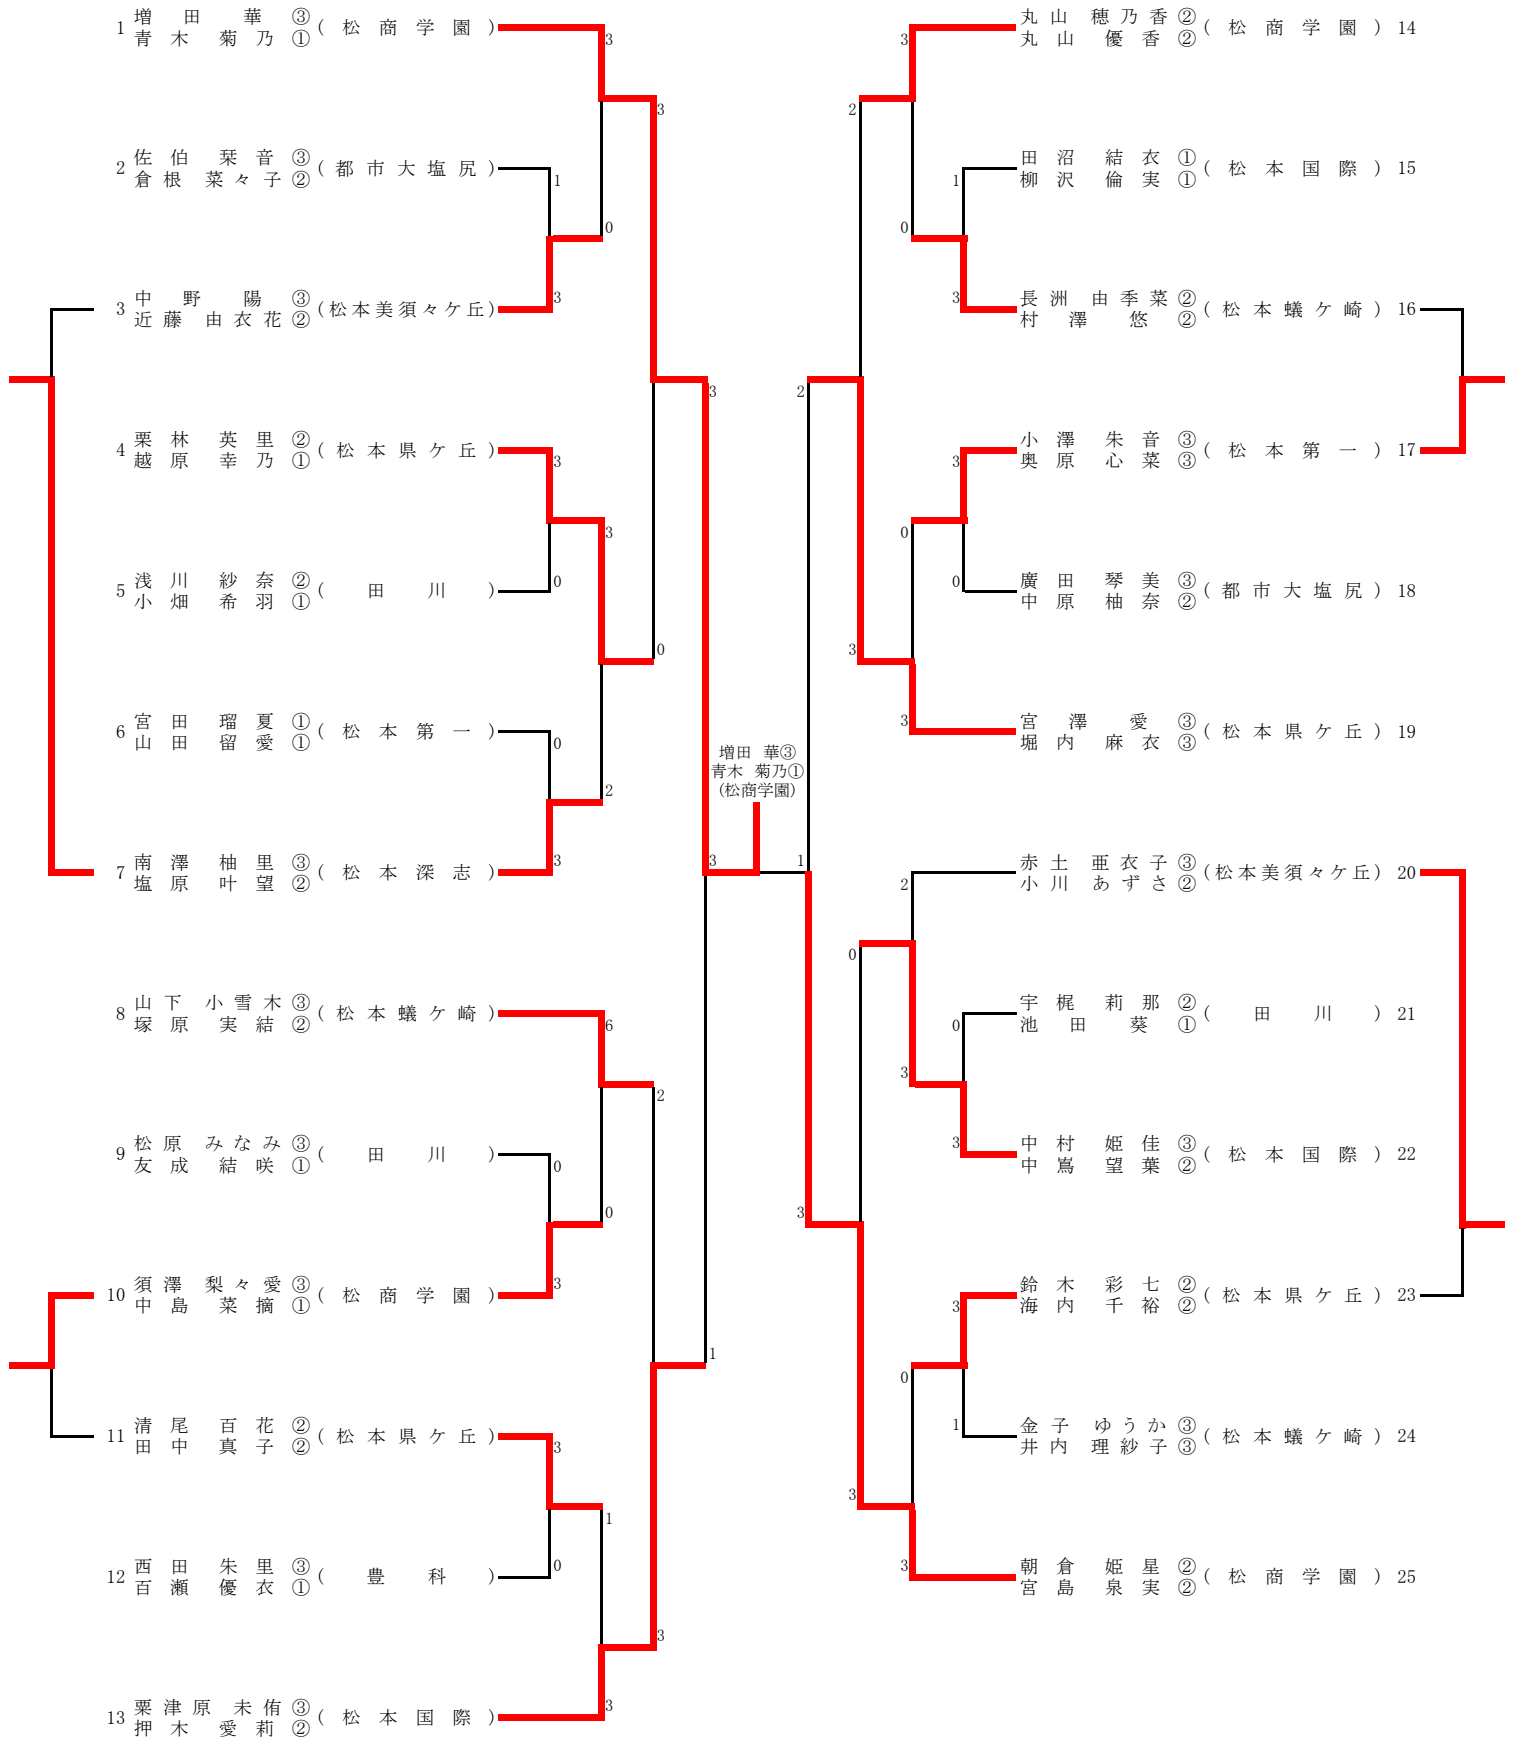 1 増田 華③ (松商学園)
青木 菊乃①
3
2 佐伯 栞音③ (都市大塩尻)
倉根 菜々子②
1
0
3 中野 陽③ (松本美須々ケ丘)
近藤 由衣花②
3
3
4 栗林 英里② (松本県ケ丘)
越原 幸乃①
3
3
5 浅川 紗奈② (田川)
小畑 希羽①
0
3
0
6 宮田 瑠夏① (松本第一)
山田 留愛①
0
2
7 南澤 柚里③ (松本深志)
塩原 叶望②
3
3
8 山下 小雪木③ (松本蟻ケ崎)
塚原 実結②
6
2
9 松原 みなみ③ (田川)
友成 結咲①
0
0
10 須澤 梨々愛③ (松商学園)
中島 菜摘①
3
1
11 清尾 百花② (松本県ケ丘)
田中 真子②
3
1
12 西田 朱里③ (豊科)
百瀬 優衣①
0
3
13 粟津原 未侑③ (松本国際)
押木 愛莉②
3
増田 華③
青木 菊乃①
(松商学園)
丸山 穂乃香② (松商学園) 14
丸山 優香②
3
2
田沼 結衣① (松本国際) 15
柳沢 倫実①
1
0
長洲 由季菜② (松本蟻ケ崎) 16
村澤 悠②
3
2
小澤 朱音③ (松本第一) 17
奥原 心菜③
3
0
廣田 琴美③ (都市大塩尻) 18
中原 柚奈②
0
3
宮澤 愛③ (松本県ケ丘) 19
堀内 麻衣③
3
1
赤土 亜衣子③ (松本美須々ケ丘) 20
小川 あずさ②
2
0
宇梶 莉那② (田川) 21
池田 葵①
0
3
中村 姫佳③ (松本国際) 22
中嶌 望葉②
3
3
鈴木 彩七② (松本県ケ丘) 23
海内 千裕②
3
0
金子 ゆうか③ (松本蟻ケ崎) 24
井内 理紗子③
1
3
朝倉 姫星② (松商学園) 25
宮島 泉実②
3